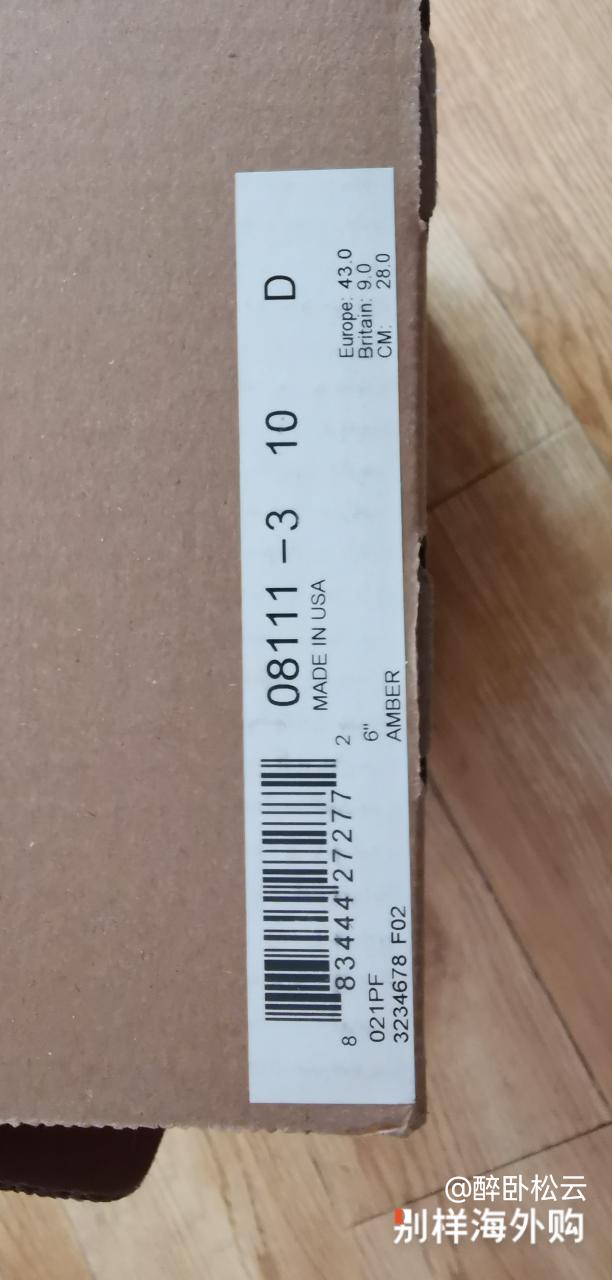 08111 – 3 10 D
MADE IN USA
Europe: 43.0
Britain: 9.0
CM: 28.0
8 83444 27277 2
6"
AMBER
021PF
3234678 F02
@醉卧松云
别样海外购